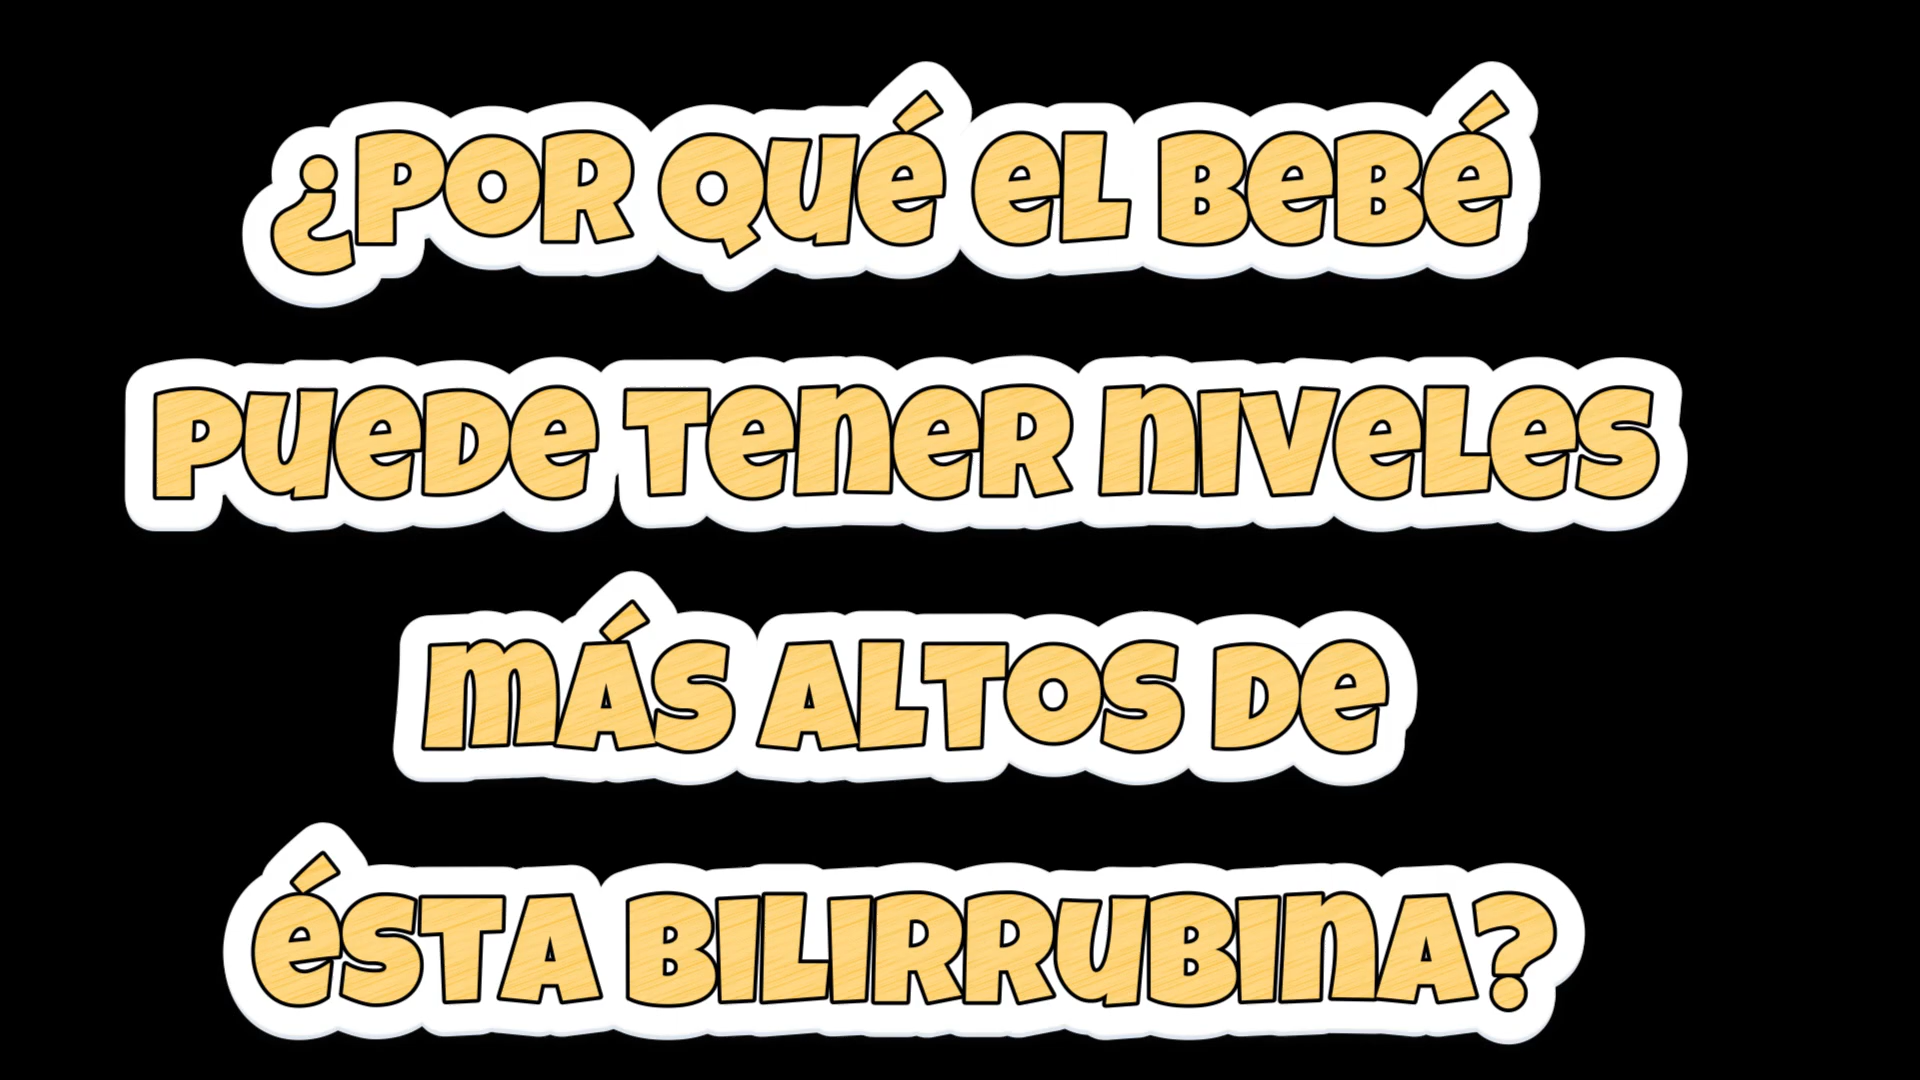 ¿POR QUÉ EL BEBÉ
PUEDE TENER NIVELES
MÁS ALTOS DE
ÉSTA BILIRRUBINA?